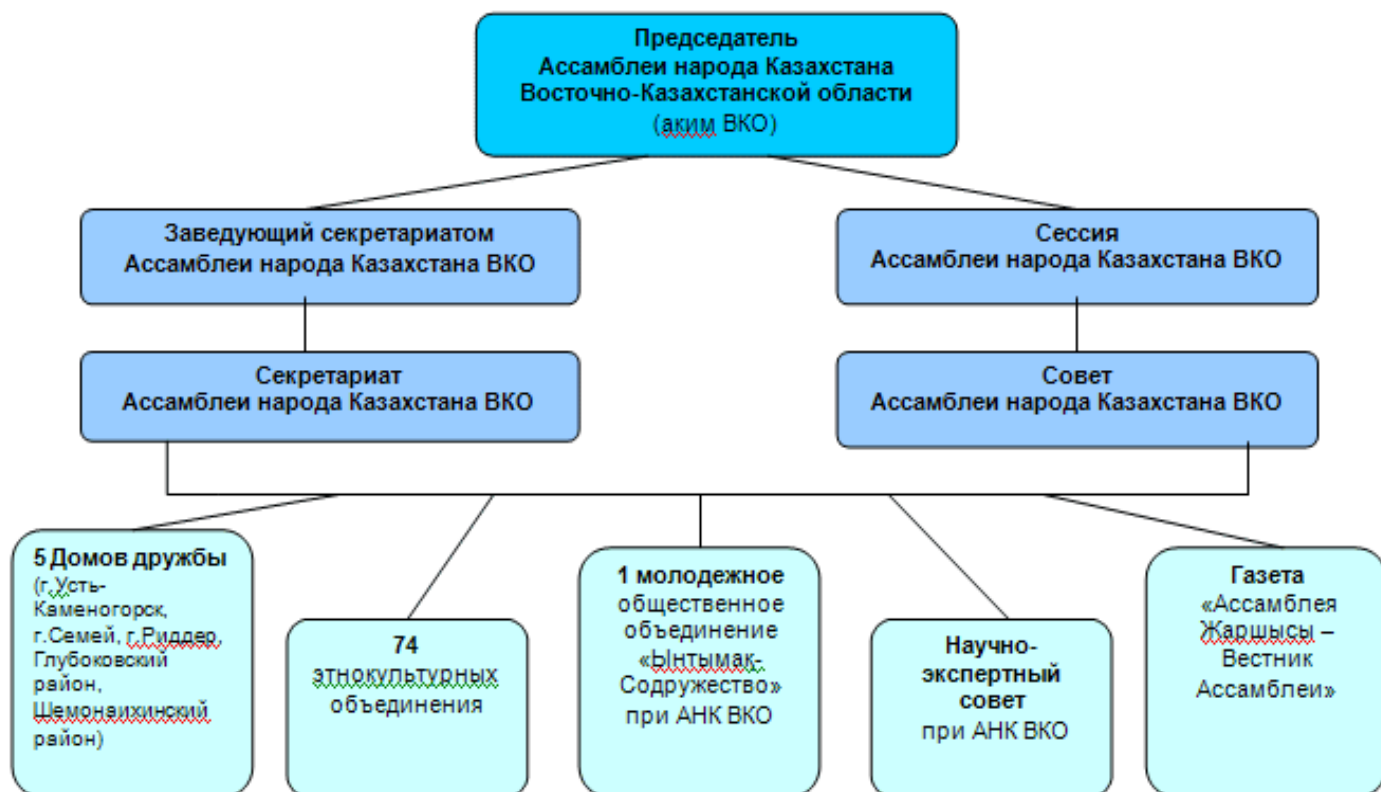 Председатель
Ассамблеи народа Казахстана
Восточно-Казахстанской области
(аким ВКО)
Заведующий секретариатом
Ассамблеи народа Казахстана ВКО
Сессия
Ассамблеи народа Казахстана ВКО
Секретариат
Ассамблеи народа Казахстана ВКО
Совет
Ассамблеи народа Казахстана ВКО
5 Домов дружбы
(г.Усть-
Каменогорск,
г.Семей, г.Риддер,
Глубоковский
район,
Шемонаихинский
район)
74
этнокультурных
объединения
1 молодежное
общественное
объединение
«Ынтымақ-
Содружество»
при АНК ВКО
Научно-
экспертный
совет
при АНК ВКО
Газета
«Ассамблея
Жаршысы –
Вестник
Ассамблеи»